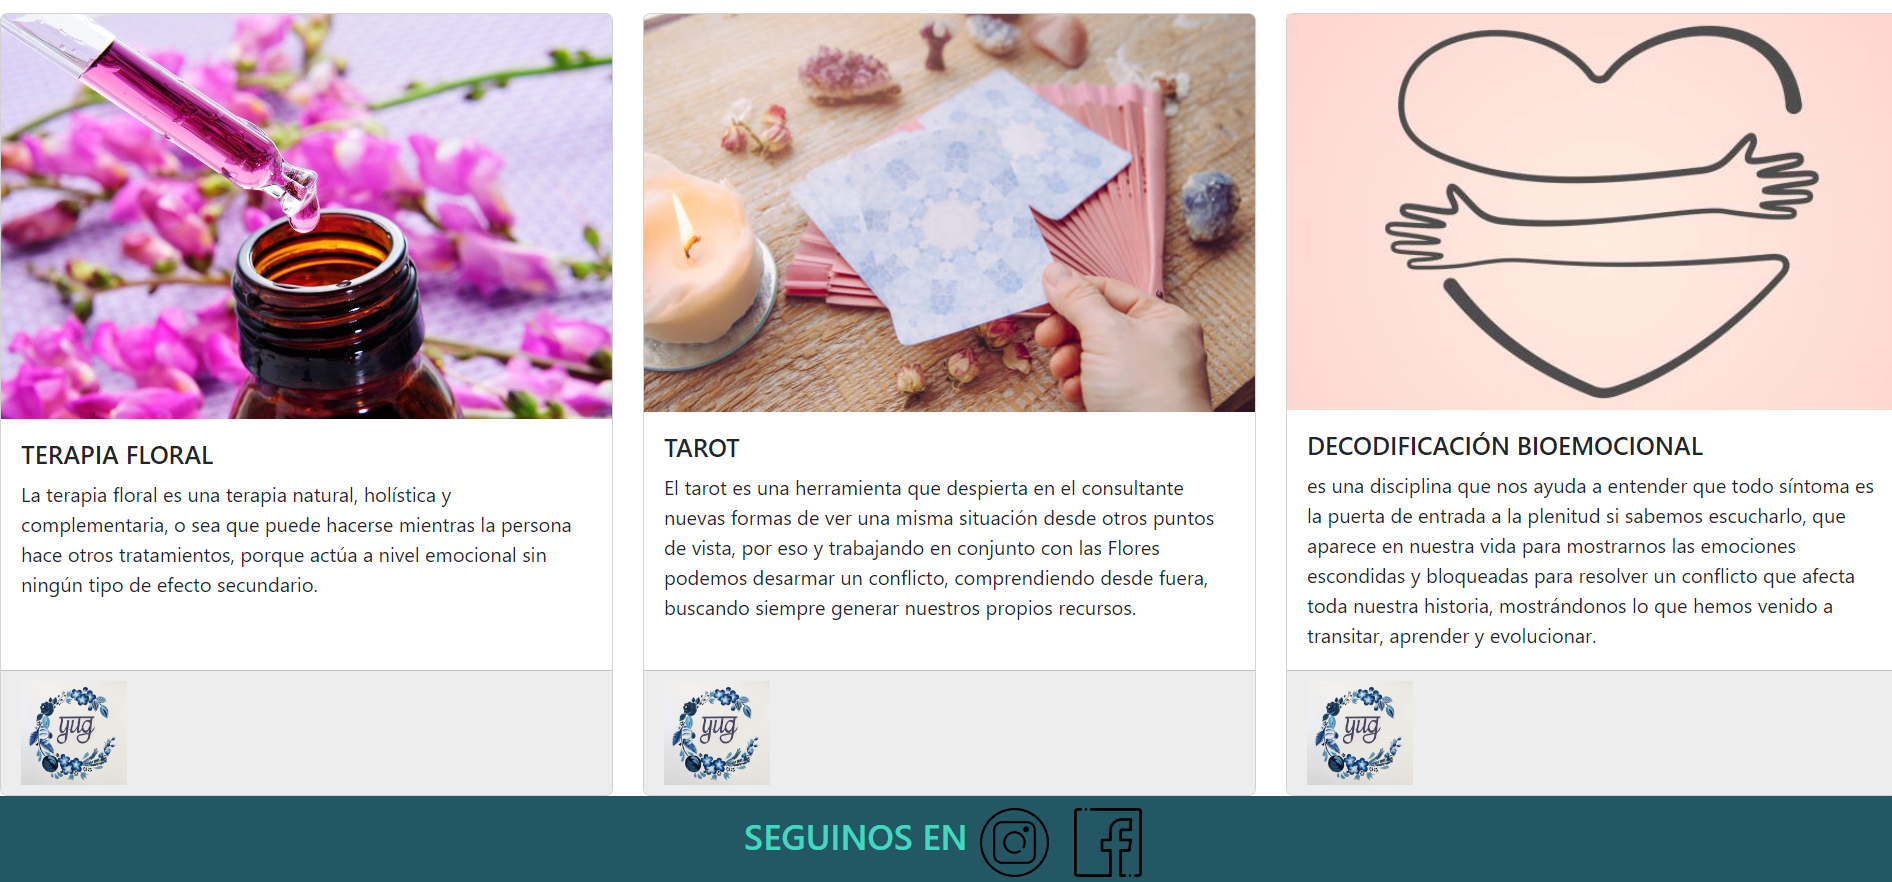 TERAPIA FLORAL
La terapia floral es una terapia natural, holística y
complementaria, o sea que puede hacerse mientras la persona
hace otros tratamientos, porque actúa a nivel emocional sin
ningún tipo de efecto secundario.
yug
TAROT
El tarot es una herramienta que despierta en el consultante
nuevas formas de ver una misma situación desde otros puntos
de vista, por eso y trabajando en conjunto con las Flores
podemos desarmar un conflicto, comprendiendo desde fuera,
buscando siempre generar nuestros propios recursos.
yug
DECODIFICACIÓN BIOEMOCIONAL
es una disciplina que nos ayuda a entender que todo síntoma es
la puerta de entrada a la plenitud si sabemos escucharlo, que
aparece en nuestra vida para mostrarnos las emociones
escondidas y bloqueadas para resolver un conflicto que afecta
toda nuestra historia, mostrándonos lo que hemos venido a
transitar, aprender y evolucionar.
yug
SEGUINOS EN